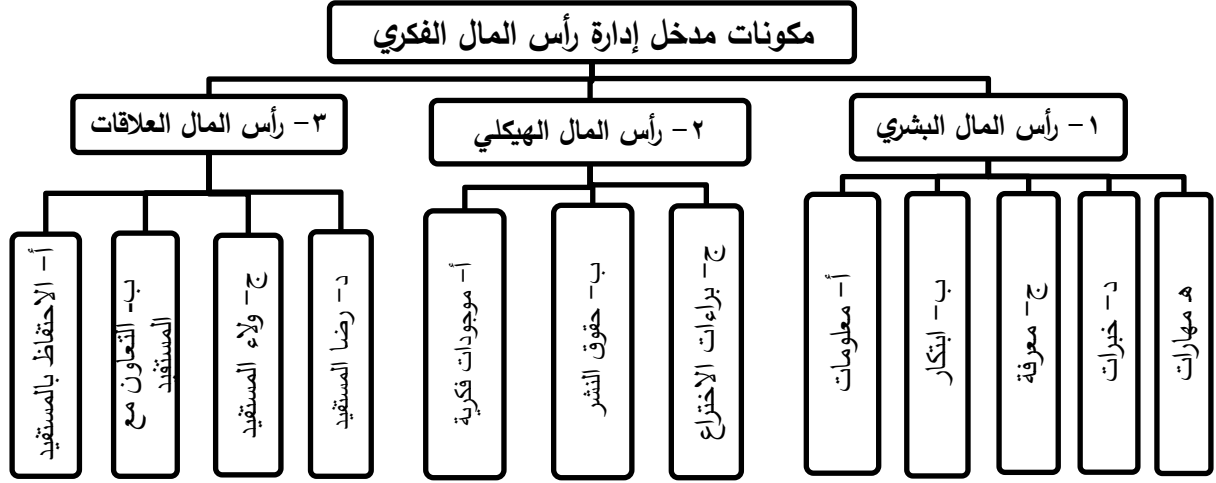 مكونات مدخل إدارة رأس المال الفكري
١- رأس المال البشري
٢- رأس المال الهيكلي
٣- رأس المال العلاقات
هـ مهارات
د- خبرات
ج- معرفة
ب- ابتكار
أ- معلومات
ج- براءات الاختراع
ب- حقوق النشر
أ- موجودات فكرية
د- رضا المستفيد
ج- ولاء المستفيد
ب- التعاون مع
المستفيد
أ- الاحتفاظ بالمستفيد